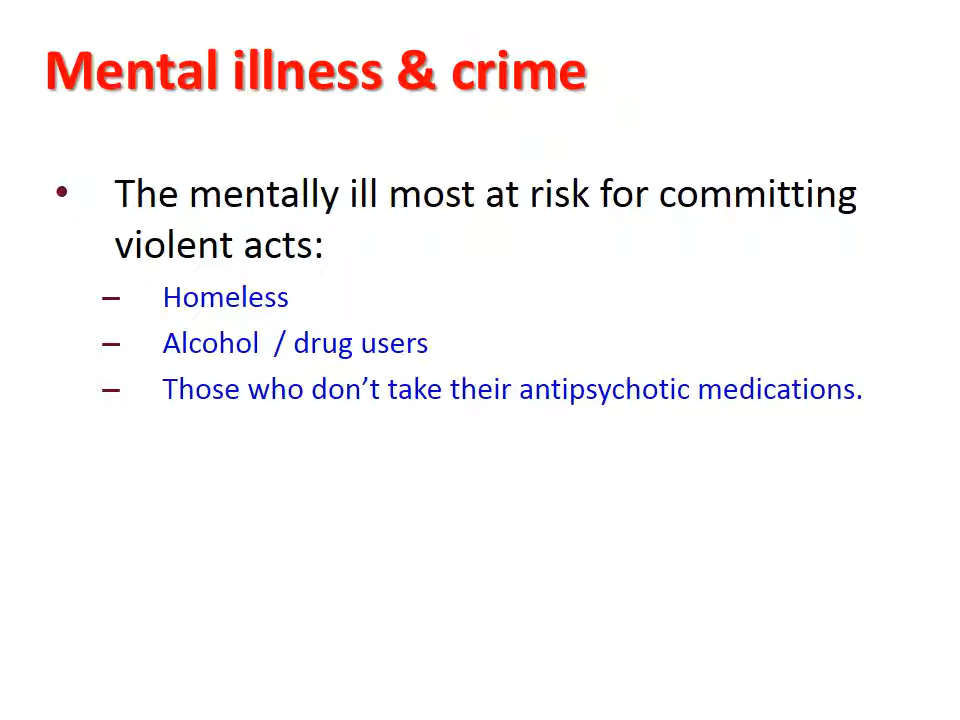 Mental illness & crime
• The mentally ill most at risk for committing
violent acts:
– Homeless
– Alcohol / drug users
– Those who don’t take their antipsychotic medications.